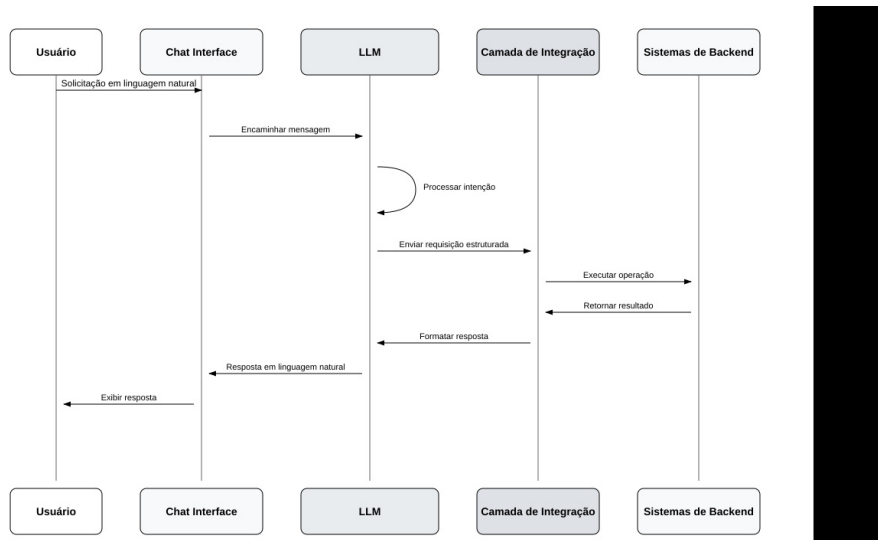 Usuário
Chat Interface
LLM
Camada de Integração
Sistemas de Backend
Solicitação em linguagem natural
Encaminhar mensagem
Processar intenção
Enviar requisição estruturada
Executar operação
Retornar resultado
Formatar resposta
Resposta em linguagem natural
Exibir resposta
Usuário
Chat Interface
LLM
Camada de Integração
Sistemas de Backend